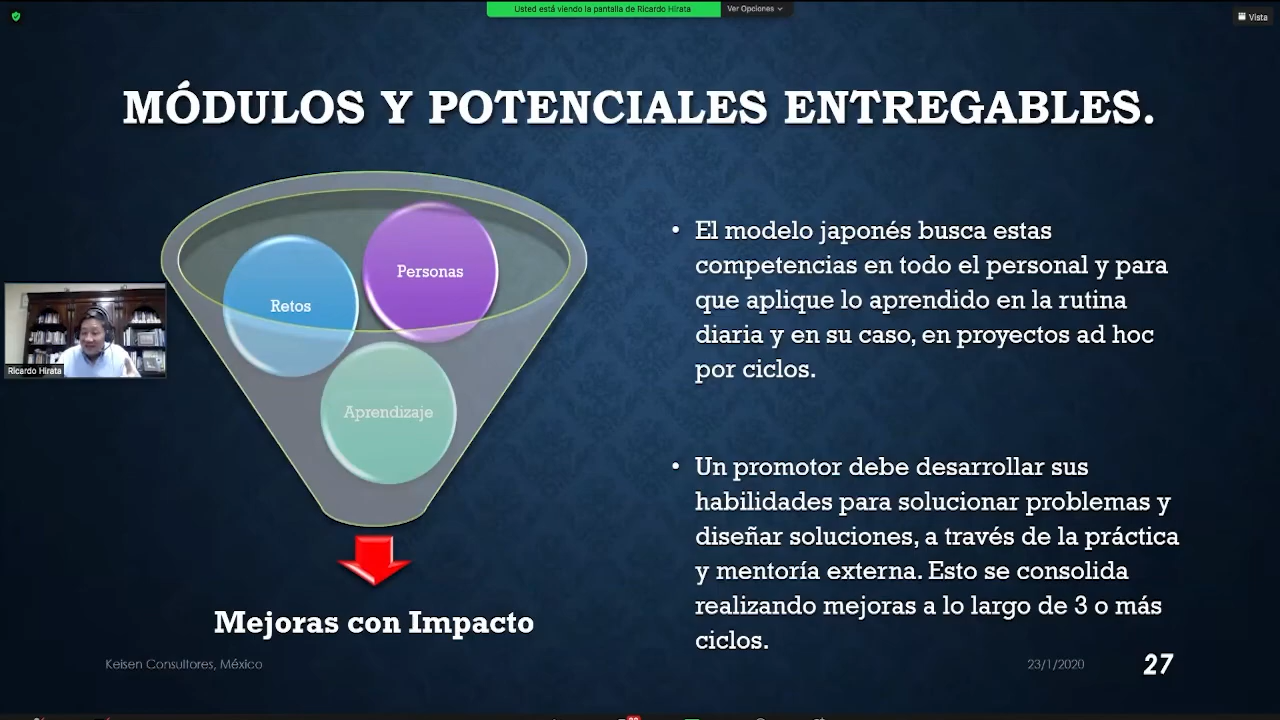 Usted está viendo la pantalla de Ricardo Hirata
Ver Opciones
Vista
MÓDULOS Y POTENCIALES ENTREGABLES.
Personas
Retos
Aprendizaje
Mejoras con Impacto
Ricardo Hirata
• El modelo japonés busca estas
competencias en todo el personal y para
que aplique lo aprendido en la rutina
diaria y en su caso, en proyectos ad hoc
por ciclos.
• Un promotor debe desarrollar sus
habilidades para solucionar problemas y
diseñar soluciones, a través de la práctica
y mentoría externa. Esto se consolida
realizando mejoras a lo largo de 3 o más
ciclos.
Keisen Consultores, México
23/1/2020
27